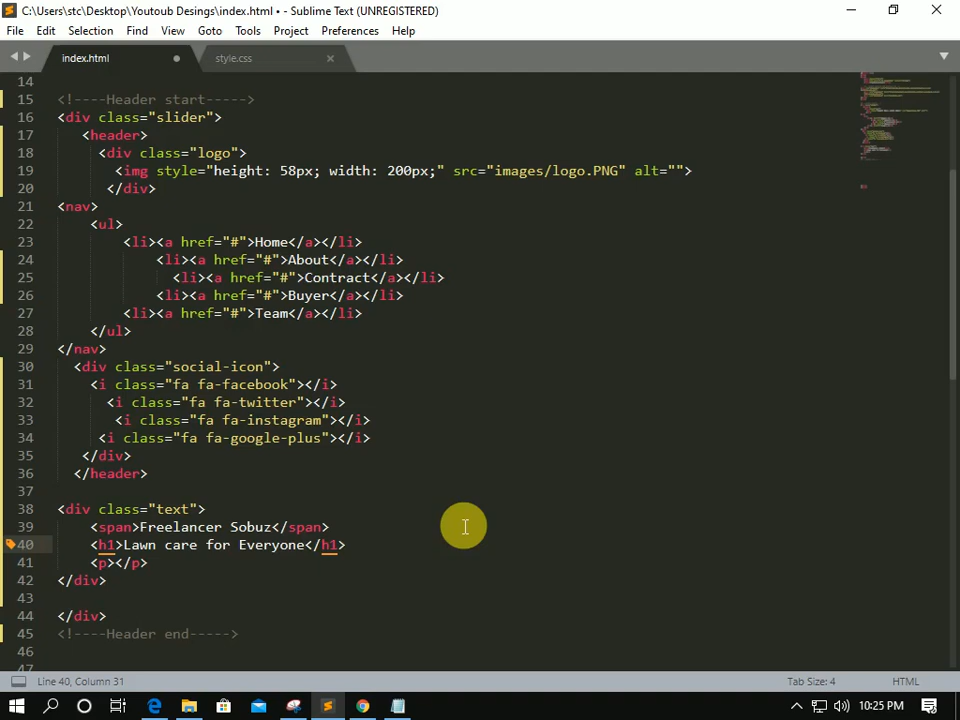 C:\Users\stc\Desktop\Youtoub Desings\index.html • - Sublime Text (UNREGISTERED)
File Edit Selection Find View Goto Tools Project Preferences Help
index.html style.css
14
15 <!----Header start----->
16 <div class="slider">
17 <header>
18 <div class="logo">
19 <img style="height: 58px; width: 200px;" src="images/logo.PNG" alt="">
20 </div>
21 <nav>
22 <ul>
23 <li><a href="#">Home</a></li>
24 <li><a href="#">About</a></li>
25 <li><a href="#">Contract</a></li>
26 <li><a href="#">Buyer</a></li>
27 <li><a href="#">Team</a></li>
28 </ul>
29 </nav>
30 <div class="social-icon">
31 <i class="fa fa-facebook"></i>
32 <i class="fa fa-twitter"></i>
33 <i class="fa fa-instagram"></i>
34 <i class="fa fa-google-plus"></i>
35 </div>
36 </header>
37
38 <div class="text">
39 <span>Freelancer Sobuz</span>
40 <h1>Lawn care for Everyone</h1>
41 <p></p>
42 </div>
43
44 </div>
45 <!----Header end----->
46
47
Line 40, Column 31 Tab Size: 4 HTML
10:25 PM